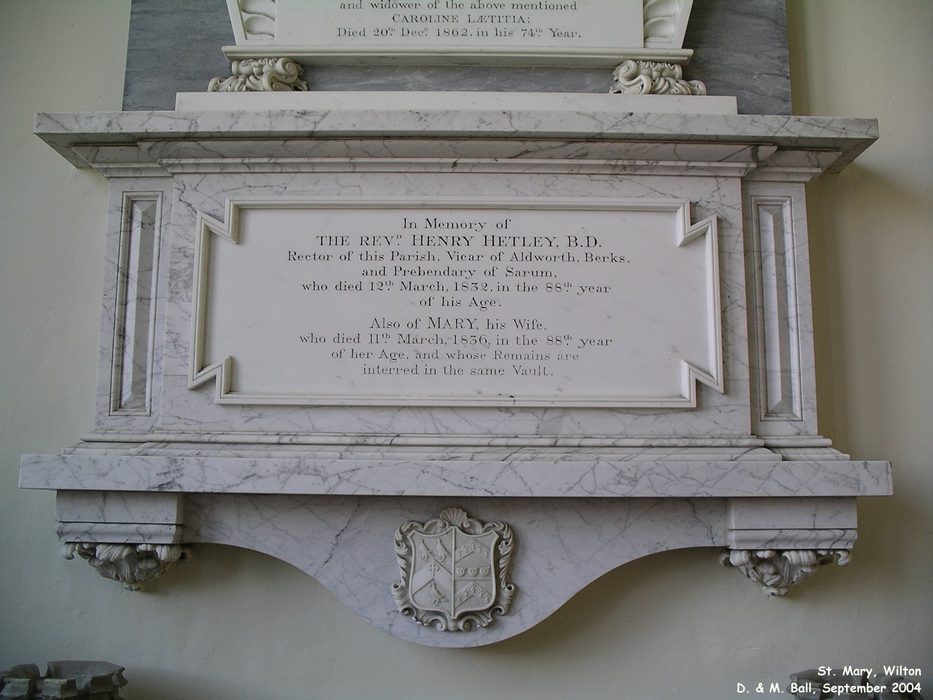 and widower of the above mentioned
CAROLINE LÆTITIA;
Died 20th Decr. 1862, in his 74th Year.
In Memory of
THE REVD. HENRY HETLEY, B.D.
Rector of this Parish, Vicar of Aldworth, Berks,
and Prebendary of Sarum,
who died 12th March, 1832, in the 88th year
of his Age.
Also of MARY, his Wife,
who died 11th March, 1836, in the 88th year
of her Age, and whose Remains are
interred in the same Vault.
St. Mary, Wilton
D. & M. Ball, September 2004